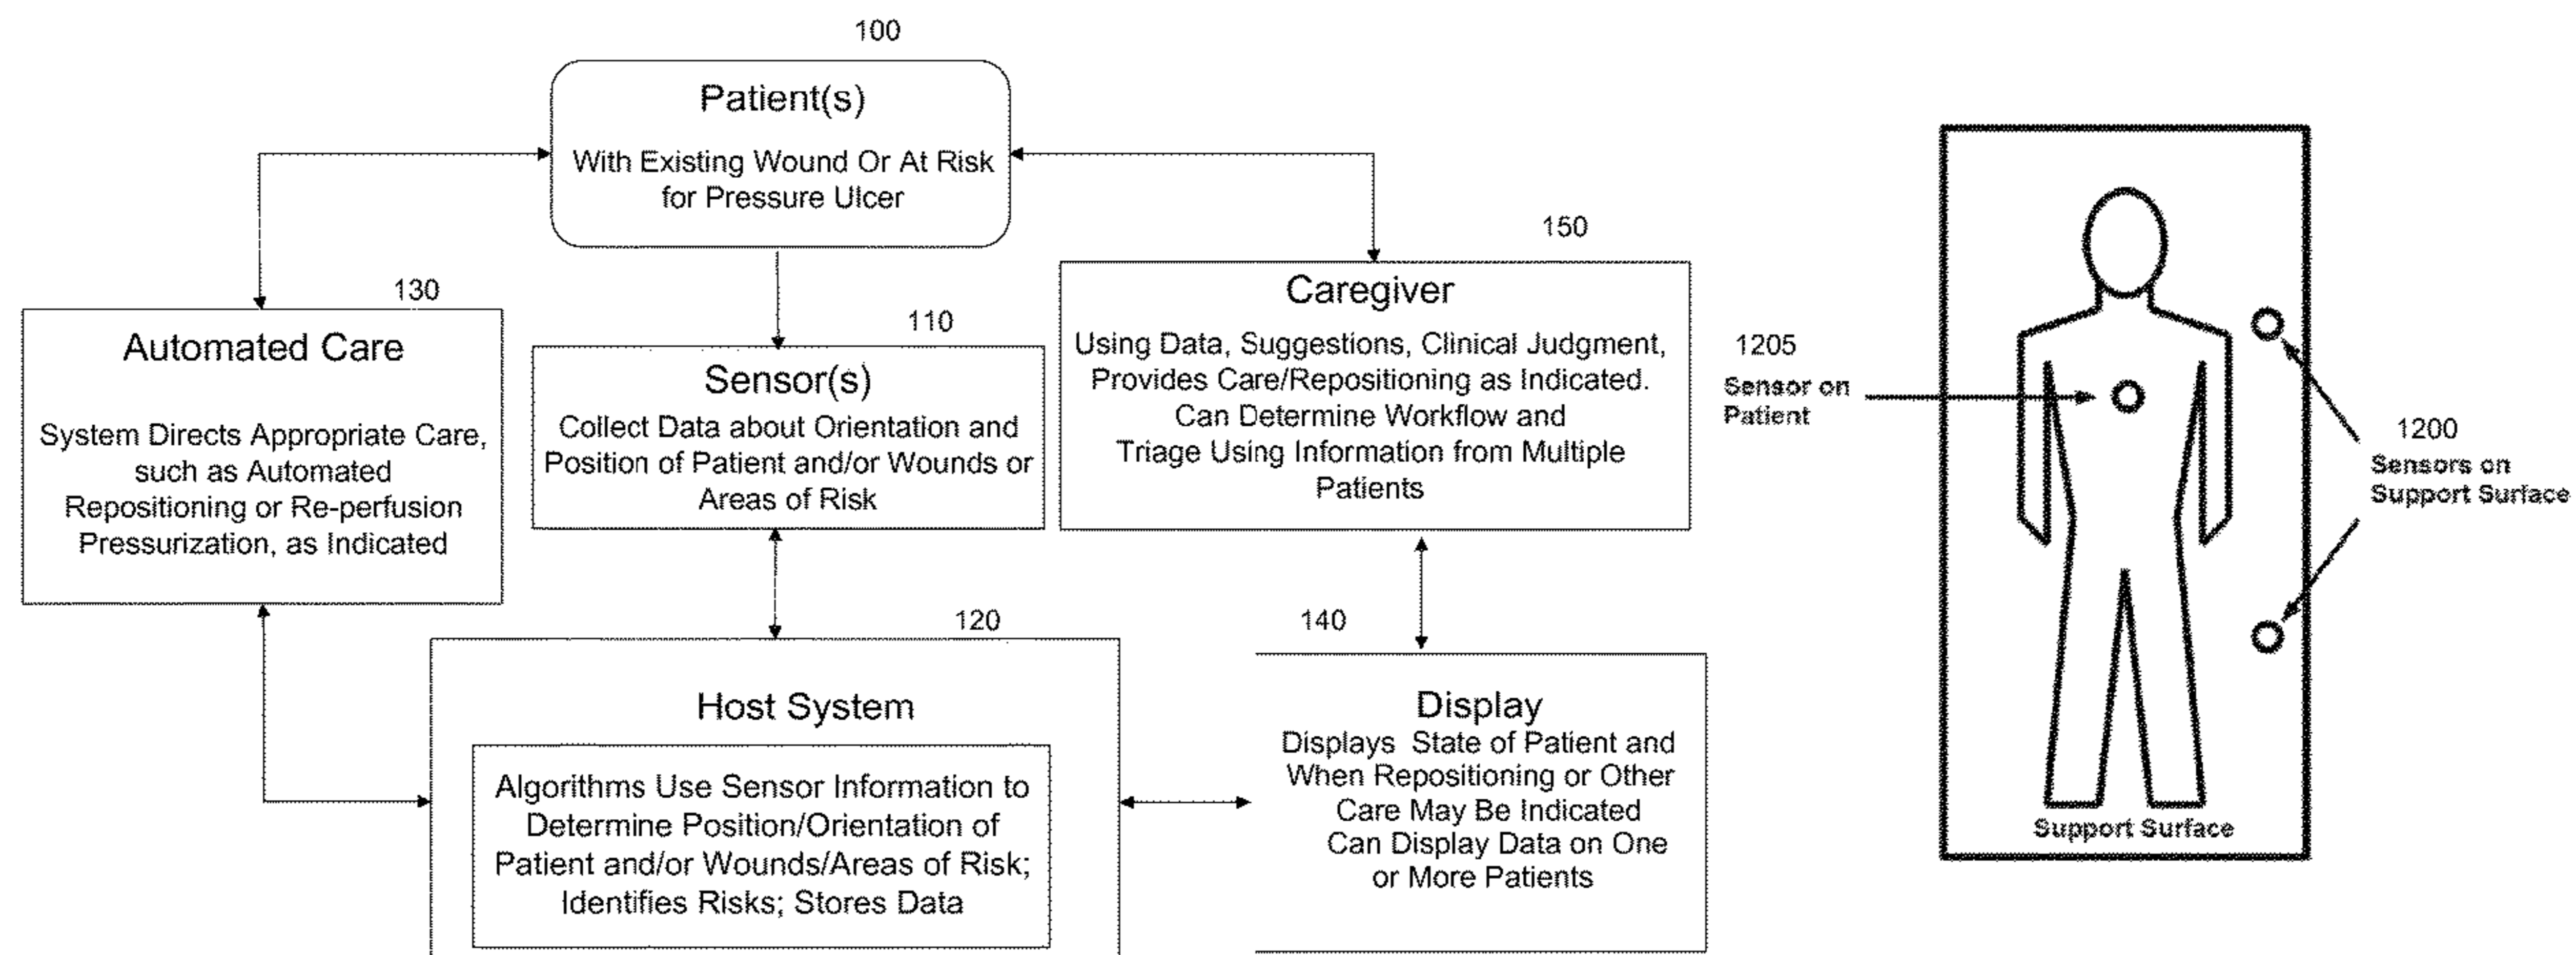 100
Patient(s)
With Existing Wound Or At Risk
for Pressure Ulcer
130
Automated Care
System Directs Appropriate Care,
such as Automated
Repositioning or Re-perfusion
Pressurization, as Indicated
110
Sensor(s)
Collect Data about Orientation and
Position of Patient and/or Wounds or
Areas of Risk
150
Caregiver
Using Data, Suggestions, Clinical Judgment,
Provides Care/Repositioning as Indicated.
Can Determine Workflow and
Triage Using Information from Multiple
Patients
120
Host System
Algorithms Use Sensor Information to
Determine Position/Orientation of
Patient and/or Wounds/Areas of Risk;
Identifies Risks; Stores Data
140
Display
Displays State of Patient and
When Repositioning or Other
Care May Be Indicated
Can Display Data on One
or More Patients
1205
Sensor on
Patient
1200
Sensors on
Support Surface
Support Surface